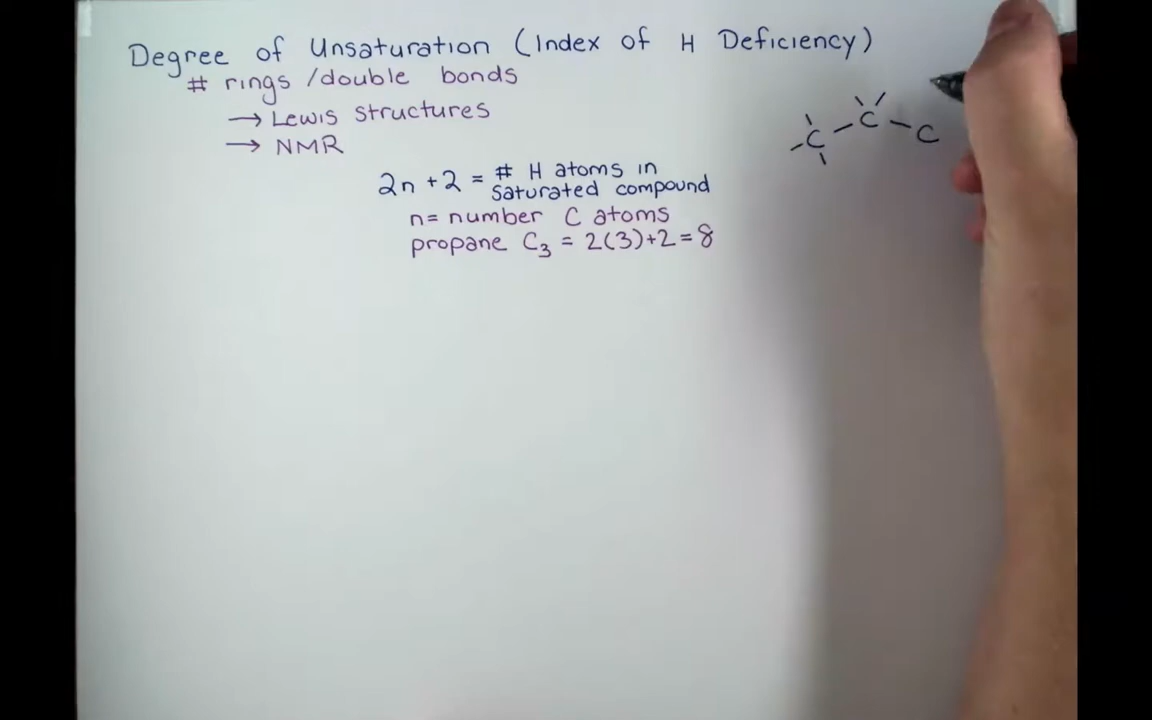 Degree of Unsaturation (Index of H Deficiency)
# rings /double bonds
→ Lewis structures
→ NMR
2n +2 = # H atoms in
saturated compound
n= number C atoms
propane C₃ = 2(3)+2=8
C - C - C